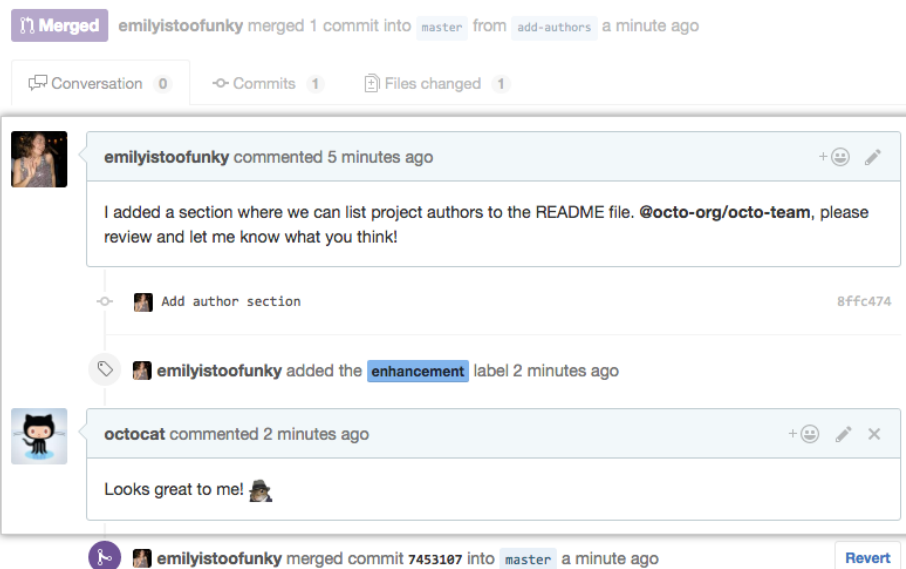 Merged emilyistoofunky merged 1 commit into master from add-authors a minute ago
Conversation 0 Commits 1 Files changed 1
emilyistoofunky commented 5 minutes ago
I added a section where we can list project authors to the README file. @octo-org/octo-team, please
review and let me know what you think!
Add author section 8ffc474
emilyistoofunky added the enhancement label 2 minutes ago
octocat commented 2 minutes ago
Looks great to me!
emilyistoofunky merged commit 7453107 into master a minute ago Revert